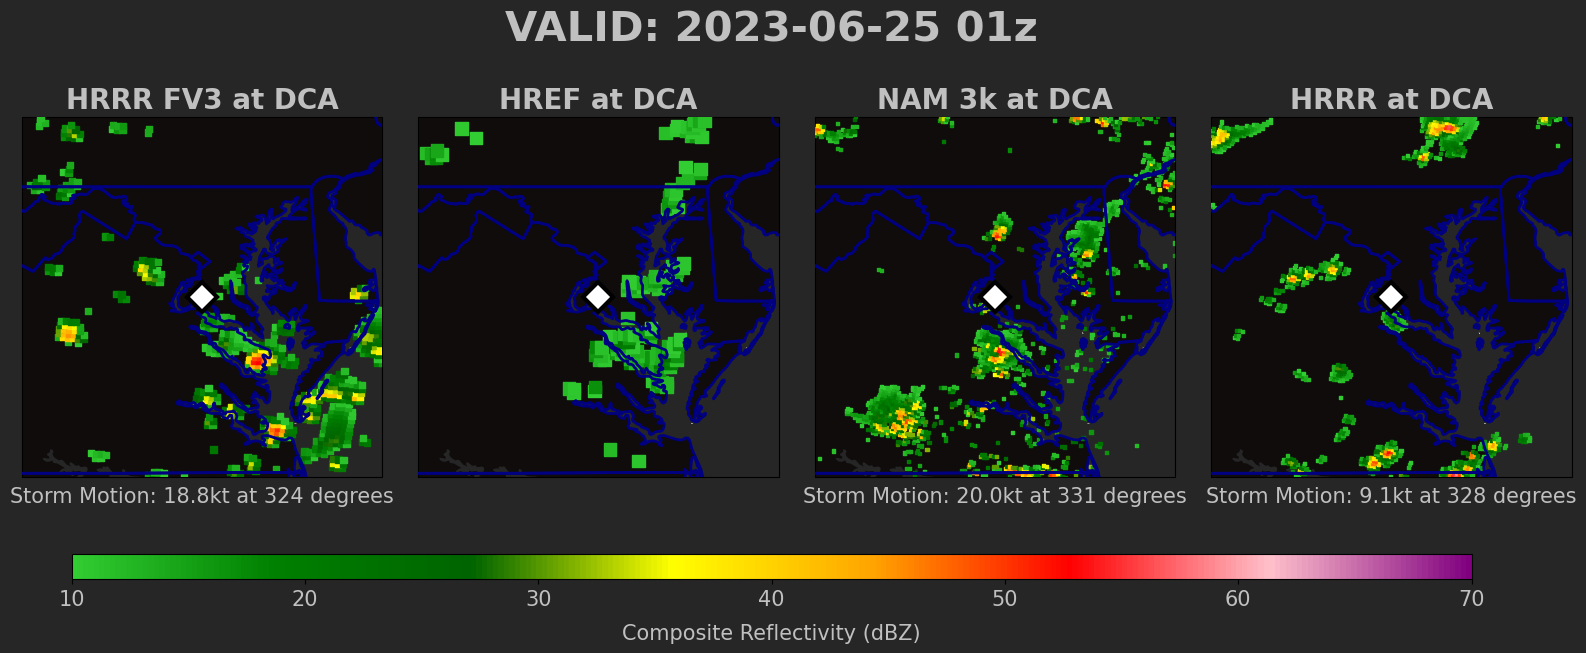 VALID: 2023-06-25 01z
HRRR FV3 at DCA
HREF at DCA
NAM 3k at DCA
HRRR at DCA
Storm Motion: 18.8kt at 324 degrees
Storm Motion: 20.0kt at 331 degrees
Storm Motion: 9.1kt at 328 degrees
10 20 30 40 50 60 70
Composite Reflectivity (dBZ)